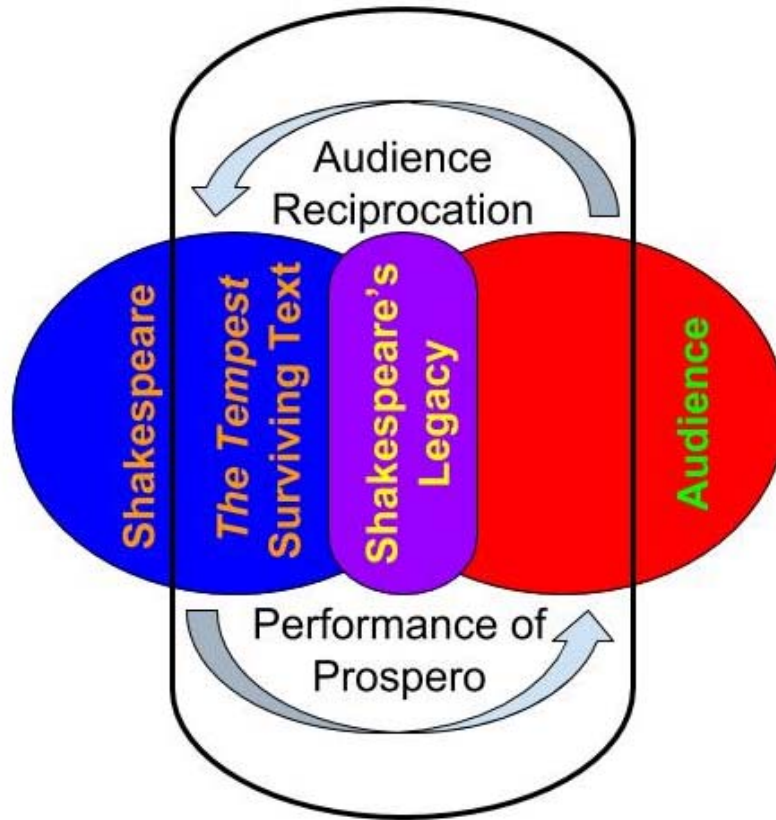 Audience
Reciprocation
Shakespeare
The Tempest
Surviving Text
Shakespeare's
Legacy
Audience
Performance of
Prospero